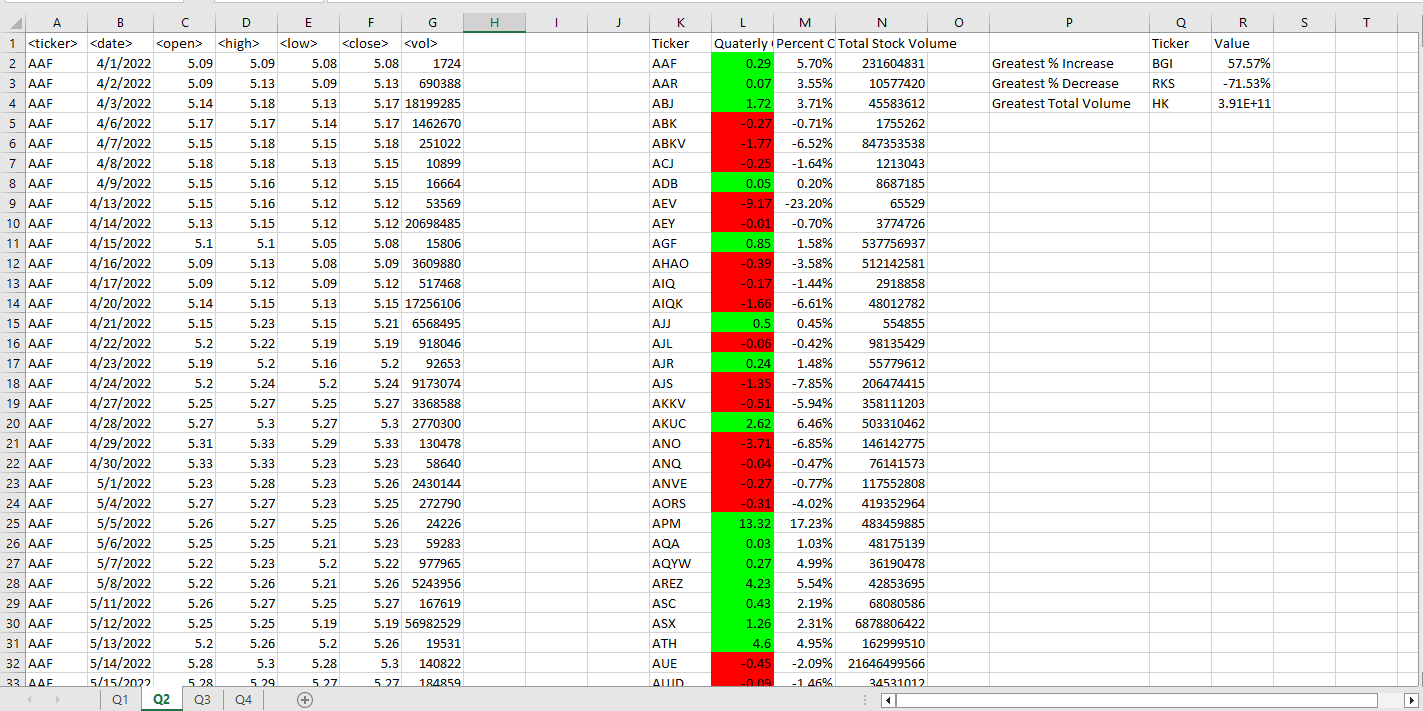 A B C D E F G H I J K L M N O P Q R S T
1 <ticker> <date> <open> <high> <low> <close> <vol> Ticker Quaterly Percent C Total Stock Volume Ticker Value
2 AAF 4/1/2022 5.09 5.09 5.08 5.08 1724 AAF 0.29 5.70% 231604831 Greatest % Increase BGI 57.57%
3 AAF 4/2/2022 5.09 5.13 5.09 5.13 690388 AAR 0.07 3.55% 10577420 Greatest % Decrease RKS -71.53%
4 AAF 4/3/2022 5.14 5.18 5.13 5.17 18199285 ABJ 1.72 3.71% 45583612 Greatest Total Volume HK 3.91E+11
5 AAF 4/6/2022 5.17 5.17 5.14 5.17 1462670 ABK -0.27 -0.71% 1755262
6 AAF 4/7/2022 5.15 5.18 5.15 5.18 251022 ABKV -1.77 -6.52% 847353538
7 AAF 4/8/2022 5.18 5.18 5.13 5.15 10899 ACJ -0.25 -1.64% 1213043
8 AAF 4/9/2022 5.15 5.16 5.12 5.15 16664 ADB 0.05 0.20% 8687185
9 AAF 4/13/2022 5.15 5.16 5.12 5.12 53569 AEV -9.17 -23.20% 65529
10 AAF 4/14/2022 5.13 5.15 5.12 5.12 20698485 AEY -0.01 -0.70% 3774726
11 AAF 4/15/2022 5.1 5.1 5.05 5.08 15806 AGF 0.85 1.58% 537756937
12 AAF 4/16/2022 5.09 5.13 5.08 5.09 3609880 AHAO -0.39 -3.58% 512142581
13 AAF 4/17/2022 5.09 5.12 5.09 5.12 517468 AIQ -0.17 -1.44% 2918858
14 AAF 4/20/2022 5.14 5.15 5.13 5.15 17256106 AIQK -1.66 -6.61% 48012782
15 AAF 4/21/2022 5.15 5.23 5.15 5.21 6568495 AJJ 0.5 0.45% 554855
16 AAF 4/22/2022 5.2 5.22 5.19 5.19 918046 AJL -0.06 -0.42% 98135429
17 AAF 4/23/2022 5.19 5.2 5.16 5.2 92653 AJR 0.24 1.48% 55779612
18 AAF 4/24/2022 5.2 5.24 5.2 5.24 9173074 AJS -1.35 -7.85% 206474415
19 AAF 4/27/2022 5.25 5.27 5.25 5.27 3368588 AKKV -0.51 -5.94% 358111203
20 AAF 4/28/2022 5.27 5.3 5.27 5.3 2770300 AKUC 2.62 6.46% 503310462
21 AAF 4/29/2022 5.31 5.33 5.29 5.33 130478 ANO -3.71 -6.85% 146142775
22 AAF 4/30/2022 5.33 5.33 5.23 5.23 58640 ANQ -0.04 -0.47% 76141573
23 AAF 5/1/2022 5.23 5.28 5.23 5.26 2430144 ANVE -0.27 -0.77% 117552808
24 AAF 5/4/2022 5.27 5.27 5.23 5.25 272790 AORS -0.31 -4.02% 419352964
25 AAF 5/5/2022 5.26 5.27 5.25 5.26 24226 APM 13.32 17.23% 483459885
26 AAF 5/6/2022 5.25 5.25 5.21 5.23 59283 AQA 0.03 1.03% 48175139
27 AAF 5/7/2022 5.22 5.23 5.2 5.22 977965 AQYW 0.27 4.99% 36190478
28 AAF 5/8/2022 5.22 5.26 5.21 5.26 5243956 AREZ 4.23 5.54% 42853695
29 AAF 5/11/2022 5.26 5.27 5.25 5.27 167619 ASC 0.43 2.19% 68080586
30 AAF 5/12/2022 5.25 5.25 5.19 5.19 56982529 ASX 1.26 2.31% 6878806422
31 AAF 5/13/2022 5.2 5.26 5.2 5.26 19531 ATH 4.6 4.95% 162999510
32 AAF 5/14/2022 5.28 5.3 5.28 5.3 140822 AUE -0.45 -2.09% 21646499566
33 AAF 5/15/2022 5.28 5.29 5.27 5.27 184859 AUD -0.09 -1.46% 34531012
Q1 Q2 Q3 Q4